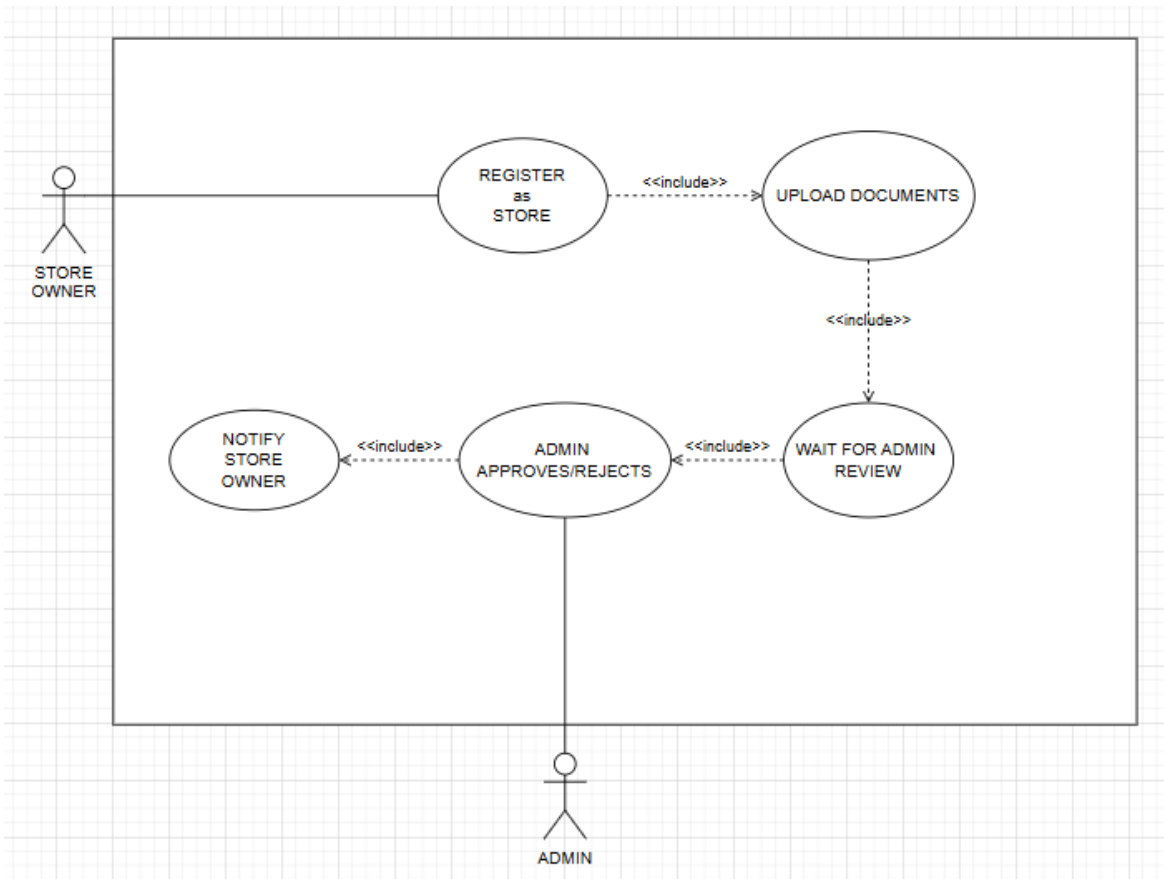 REGISTER
as
STORE
<<include>>
UPLOAD DOCUMENTS
STORE
OWNER
<<include>>
NOTIFY
STORE
OWNER
<<include>>
ADMIN
APPROVES/REJECTS
<<include>>
WAIT FOR ADMIN
REVIEW
ADMIN